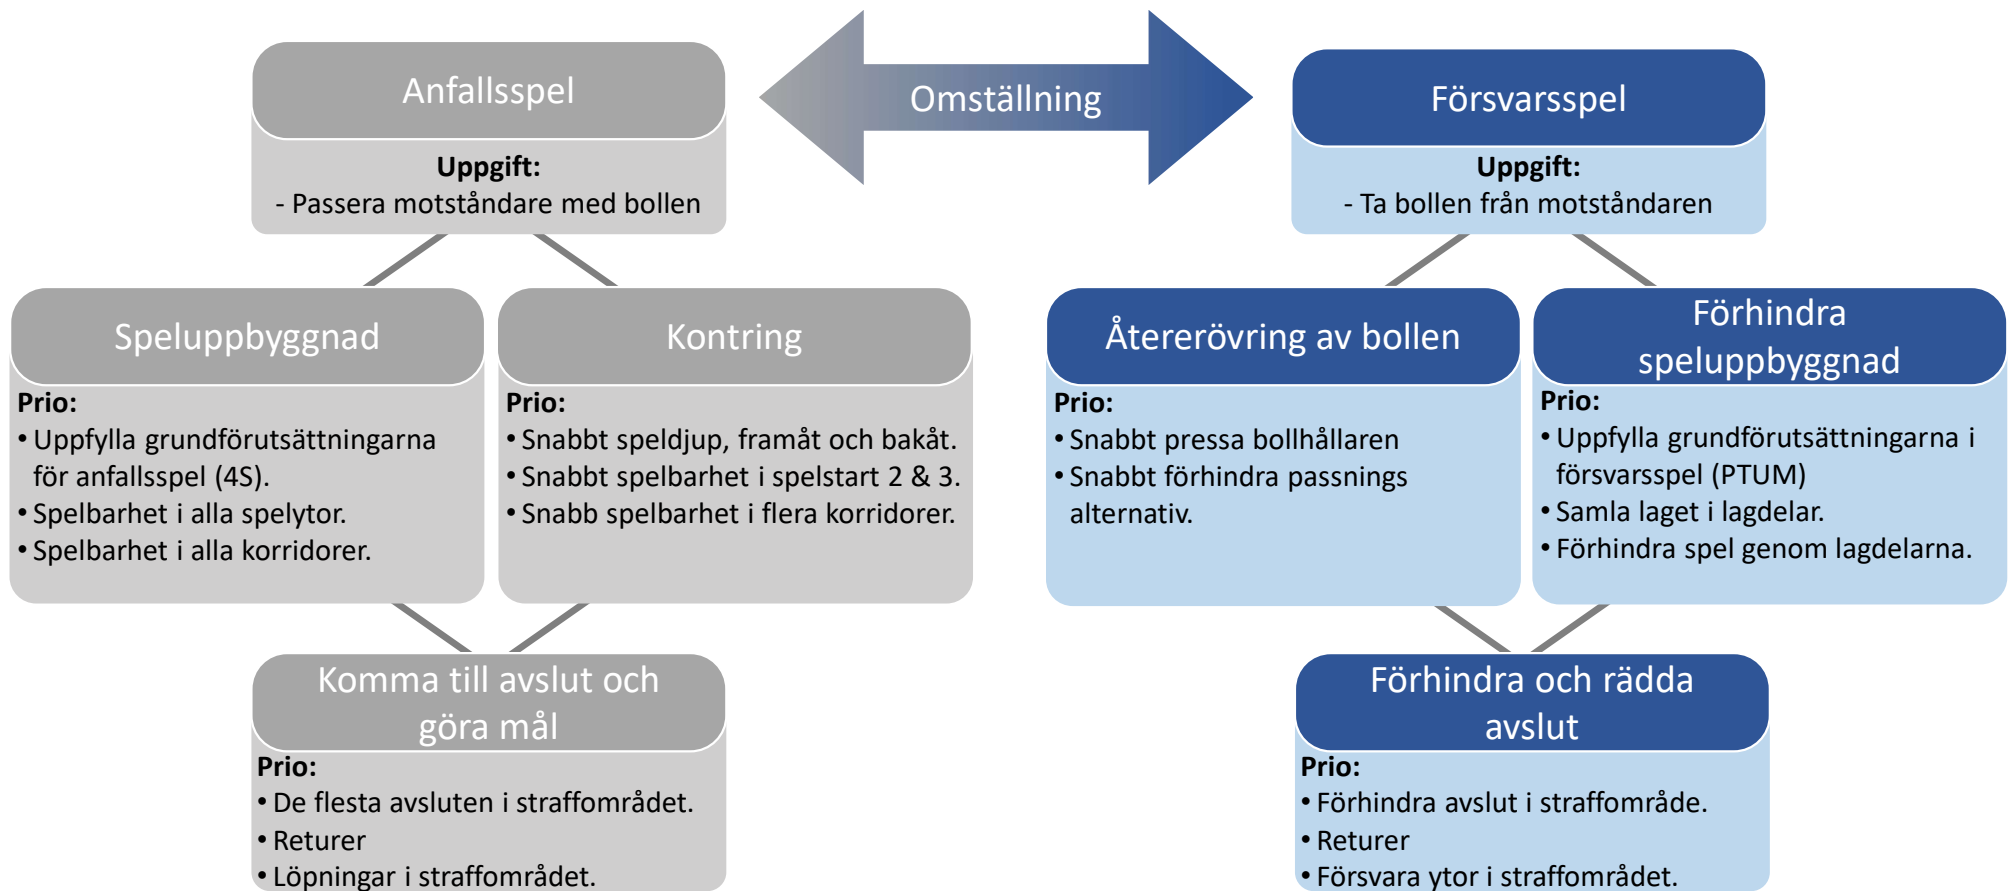 Anfallsspel
Uppgift:
- Passera motståndare med bollen
Omställning
Försvarsspel
Uppgift:
- Ta bollen från motståndaren
Speluppbyggnad
Prio:
• Uppfylla grundförutsättningarna
för anfallsspel (4S).
• Spelbarhet i alla spelytor.
• Spelbarhet i alla korridorer.
Kontring
Prio:
• Snabbt speldjup, framåt och bakåt.
• Snabbt spelbarhet i spelstart 2 & 3.
• Snabb spelbarhet i flera korridorer.
Återerövring av bollen
Prio:
• Snabbt pressa bollhållaren
• Snabbt förhindra passnings
alternativ.
Förhindra
speluppbyggnad
Prio:
• Uppfylla grundförutsättningarna i
försvarsspel (PTUM)
• Samla laget i lagdelar.
• Förhindra spel genom lagdelarna.
Komma till avslut och
göra mål
Prio:
• De flesta avsluten i straffområdet.
• Returer
• Löpningar i straffområdet.
Förhindra och rädda
avslut
Prio:
• Förhindra avslut i straffområde.
• Returer
• Försvara ytor i straffområdet.